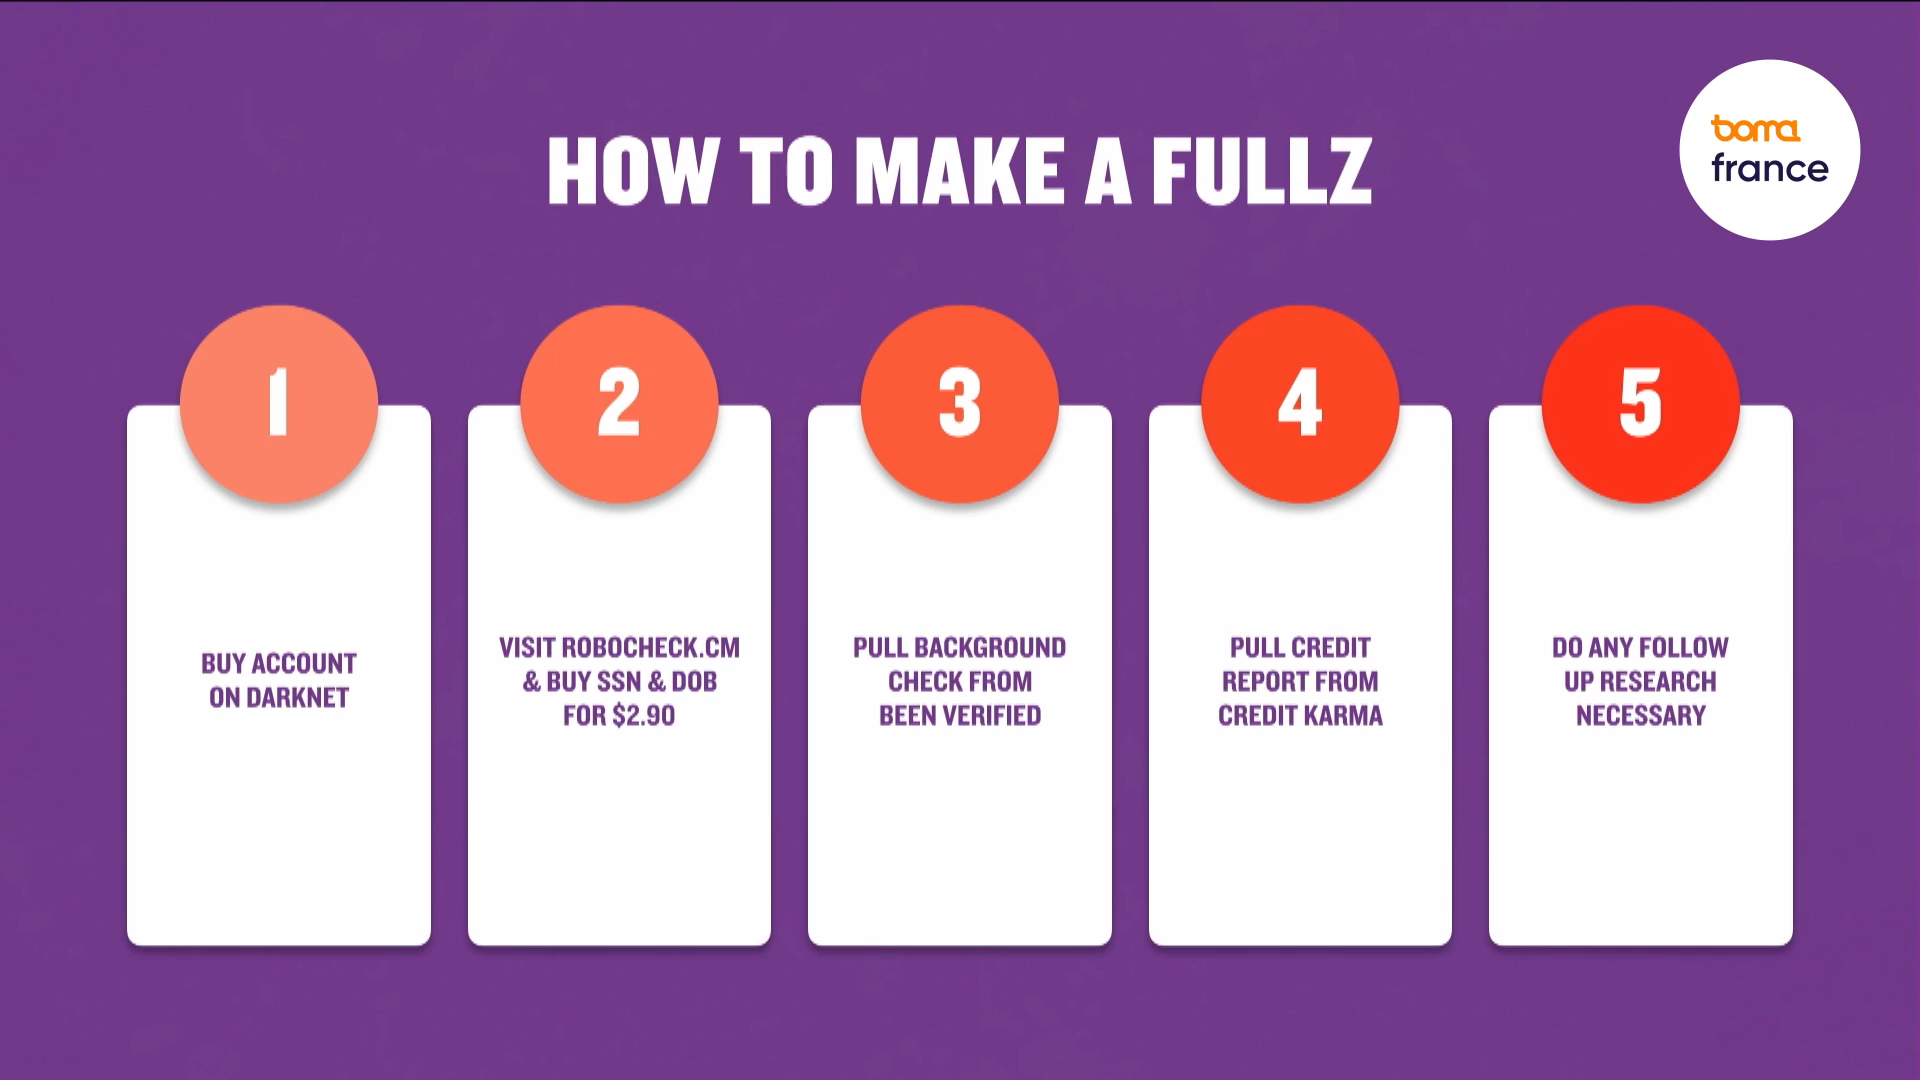 HOW TO MAKE A FULLZ
boma
france
1
BUY ACCOUNT
ON DARKNET
2
VISIT ROBOCHECK.CM
& BUY SSN & DOB
FOR $2.90
3
PULL BACKGROUND
CHECK FROM
BEEN VERIFIED
4
PULL CREDIT
REPORT FROM
CREDIT KARMA
5
DO ANY FOLLOW
UP RESEARCH
NECESSARY